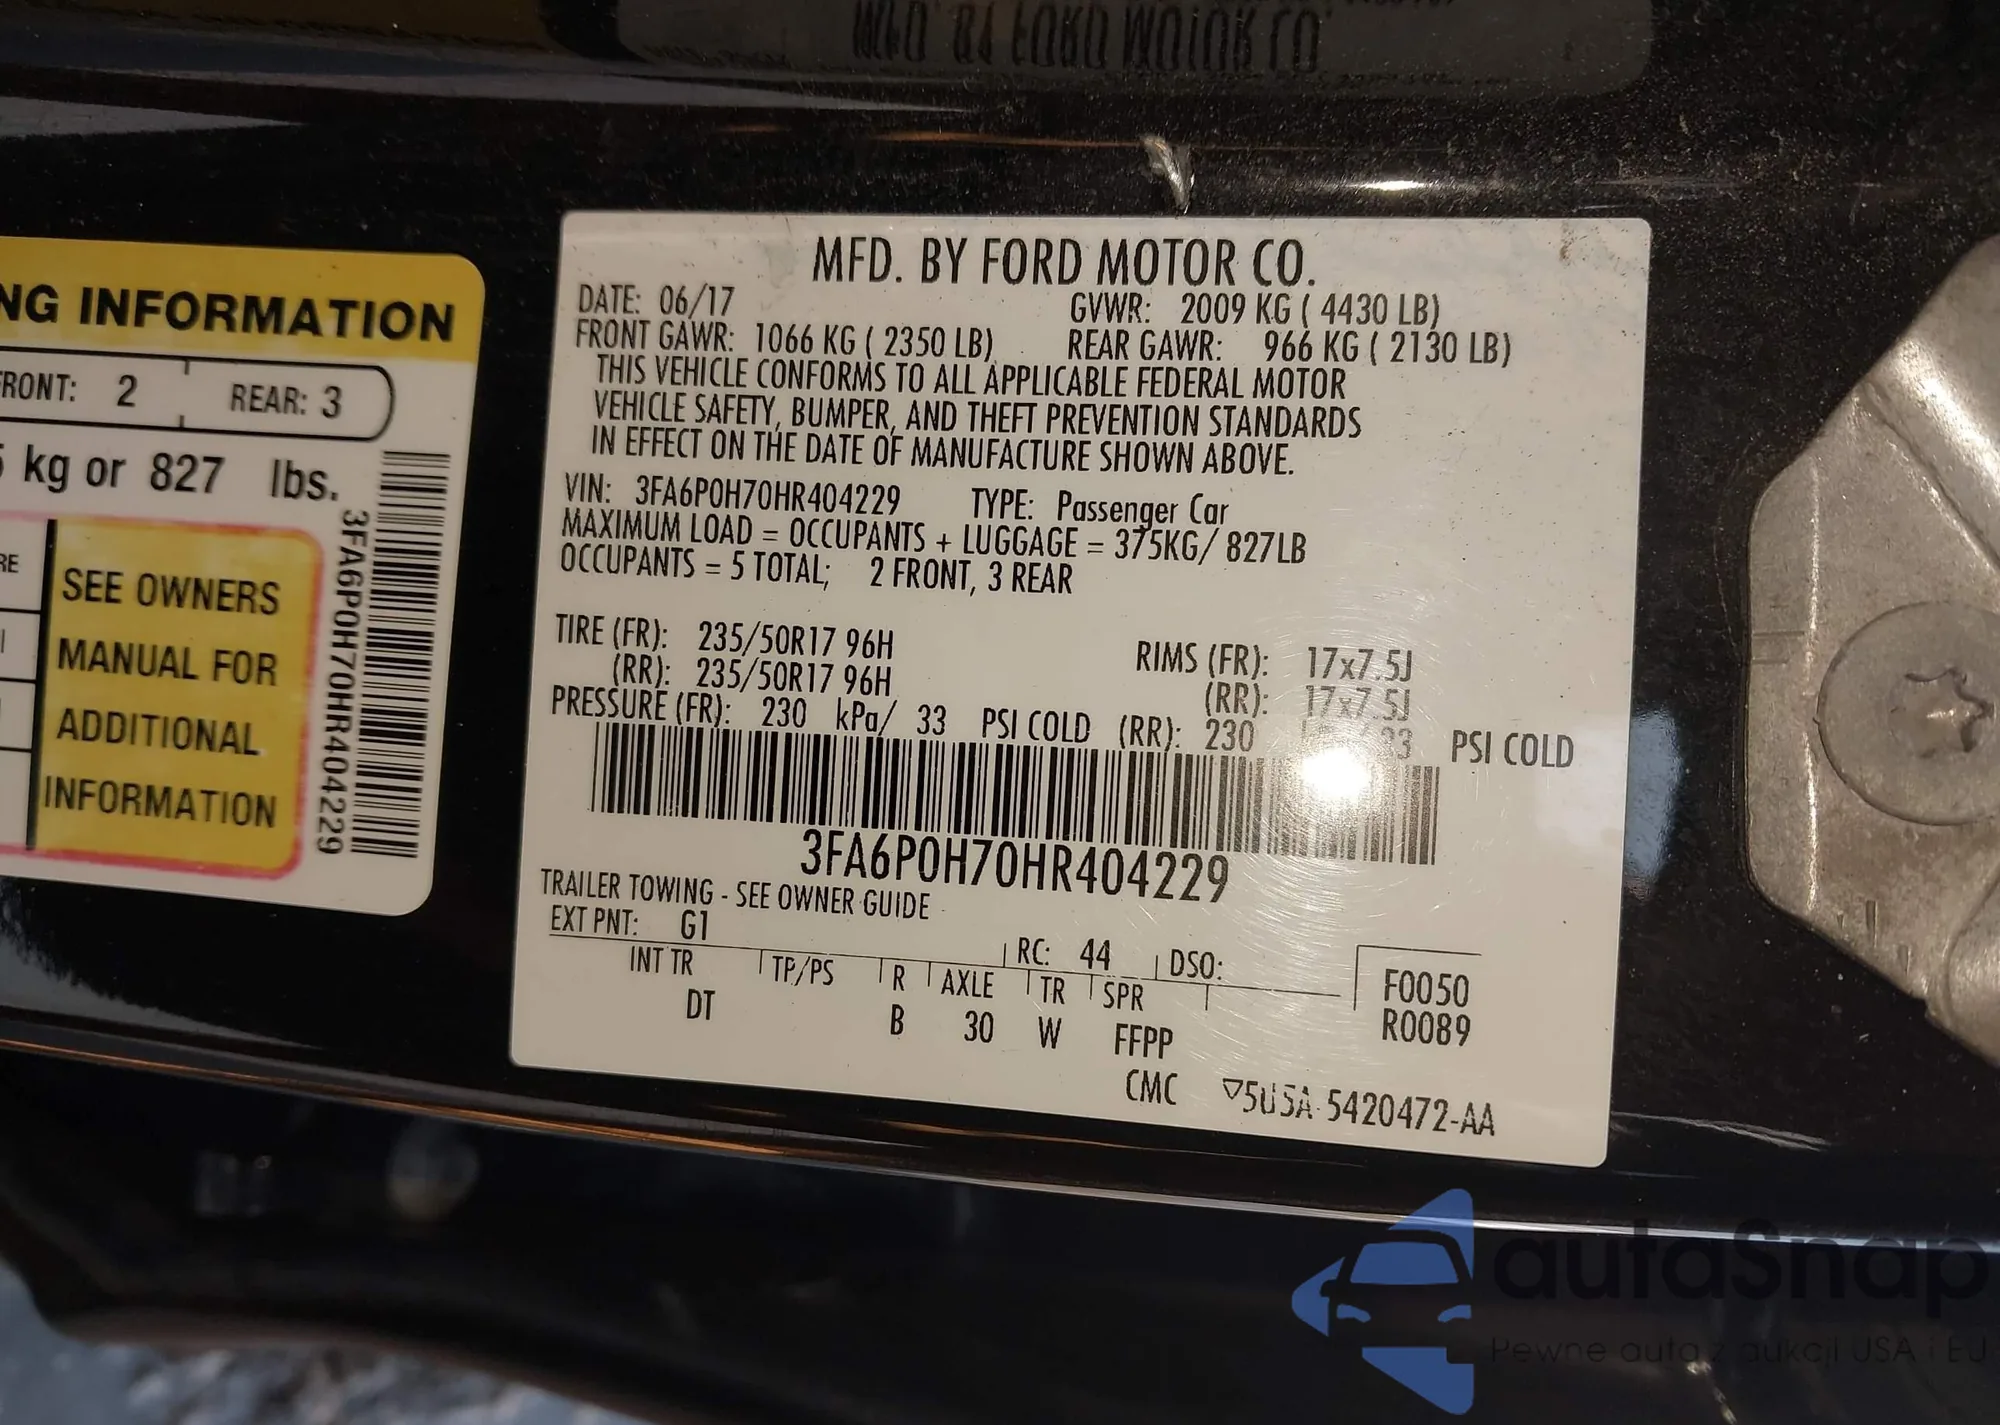 NG INFORMATION
RONT: 2 REAR: 3
kg or 827 lbs.
RE
SEE OWNERS
MANUAL FOR
ADDITIONAL
INFORMATION
3FA6P0H70HR404229
MFD. BY FORD MOTOR CO.
DATE: 06/17 GVWR: 2009 KG ( 4430 LB)
FRONT GAWR: 1066 KG ( 2350 LB) REAR GAWR: 966 KG ( 2130 LB)
THIS VEHICLE CONFORMS TO ALL APPLICABLE FEDERAL MOTOR
VEHICLE SAFETY, BUMPER, AND THEFT PREVENTION STANDARDS
IN EFFECT ON THE DATE OF MANUFACTURE SHOWN ABOVE.
VIN: 3FA6P0H70HR404229 TYPE: Passenger Car
MAXIMUM LOAD = OCCUPANTS + LUGGAGE = 375KG/ 827LB
OCCUPANTS = 5 TOTAL; 2 FRONT, 3 REAR
TIRE (FR): 235/50R17 96H RIMS (FR): 17x7.5J
(RR): 235/50R17 96H (RR): 17x7.5J
PRESSURE (FR): 230 kPa/ 33 PSI COLD (RR): 230 33 PSI COLD
3FA6P0H70HR404229
TRAILER TOWING - SEE OWNER GUIDE
EXT PNT: G1 RC: 44 DSO:
INT TR TP/PS R AXLE TR SPR F0050
DT B 30 W FFPP R0089
CMC ▽5U5A-5420472-AA
autoSnap
Pewne auta z aukcji USA i EU